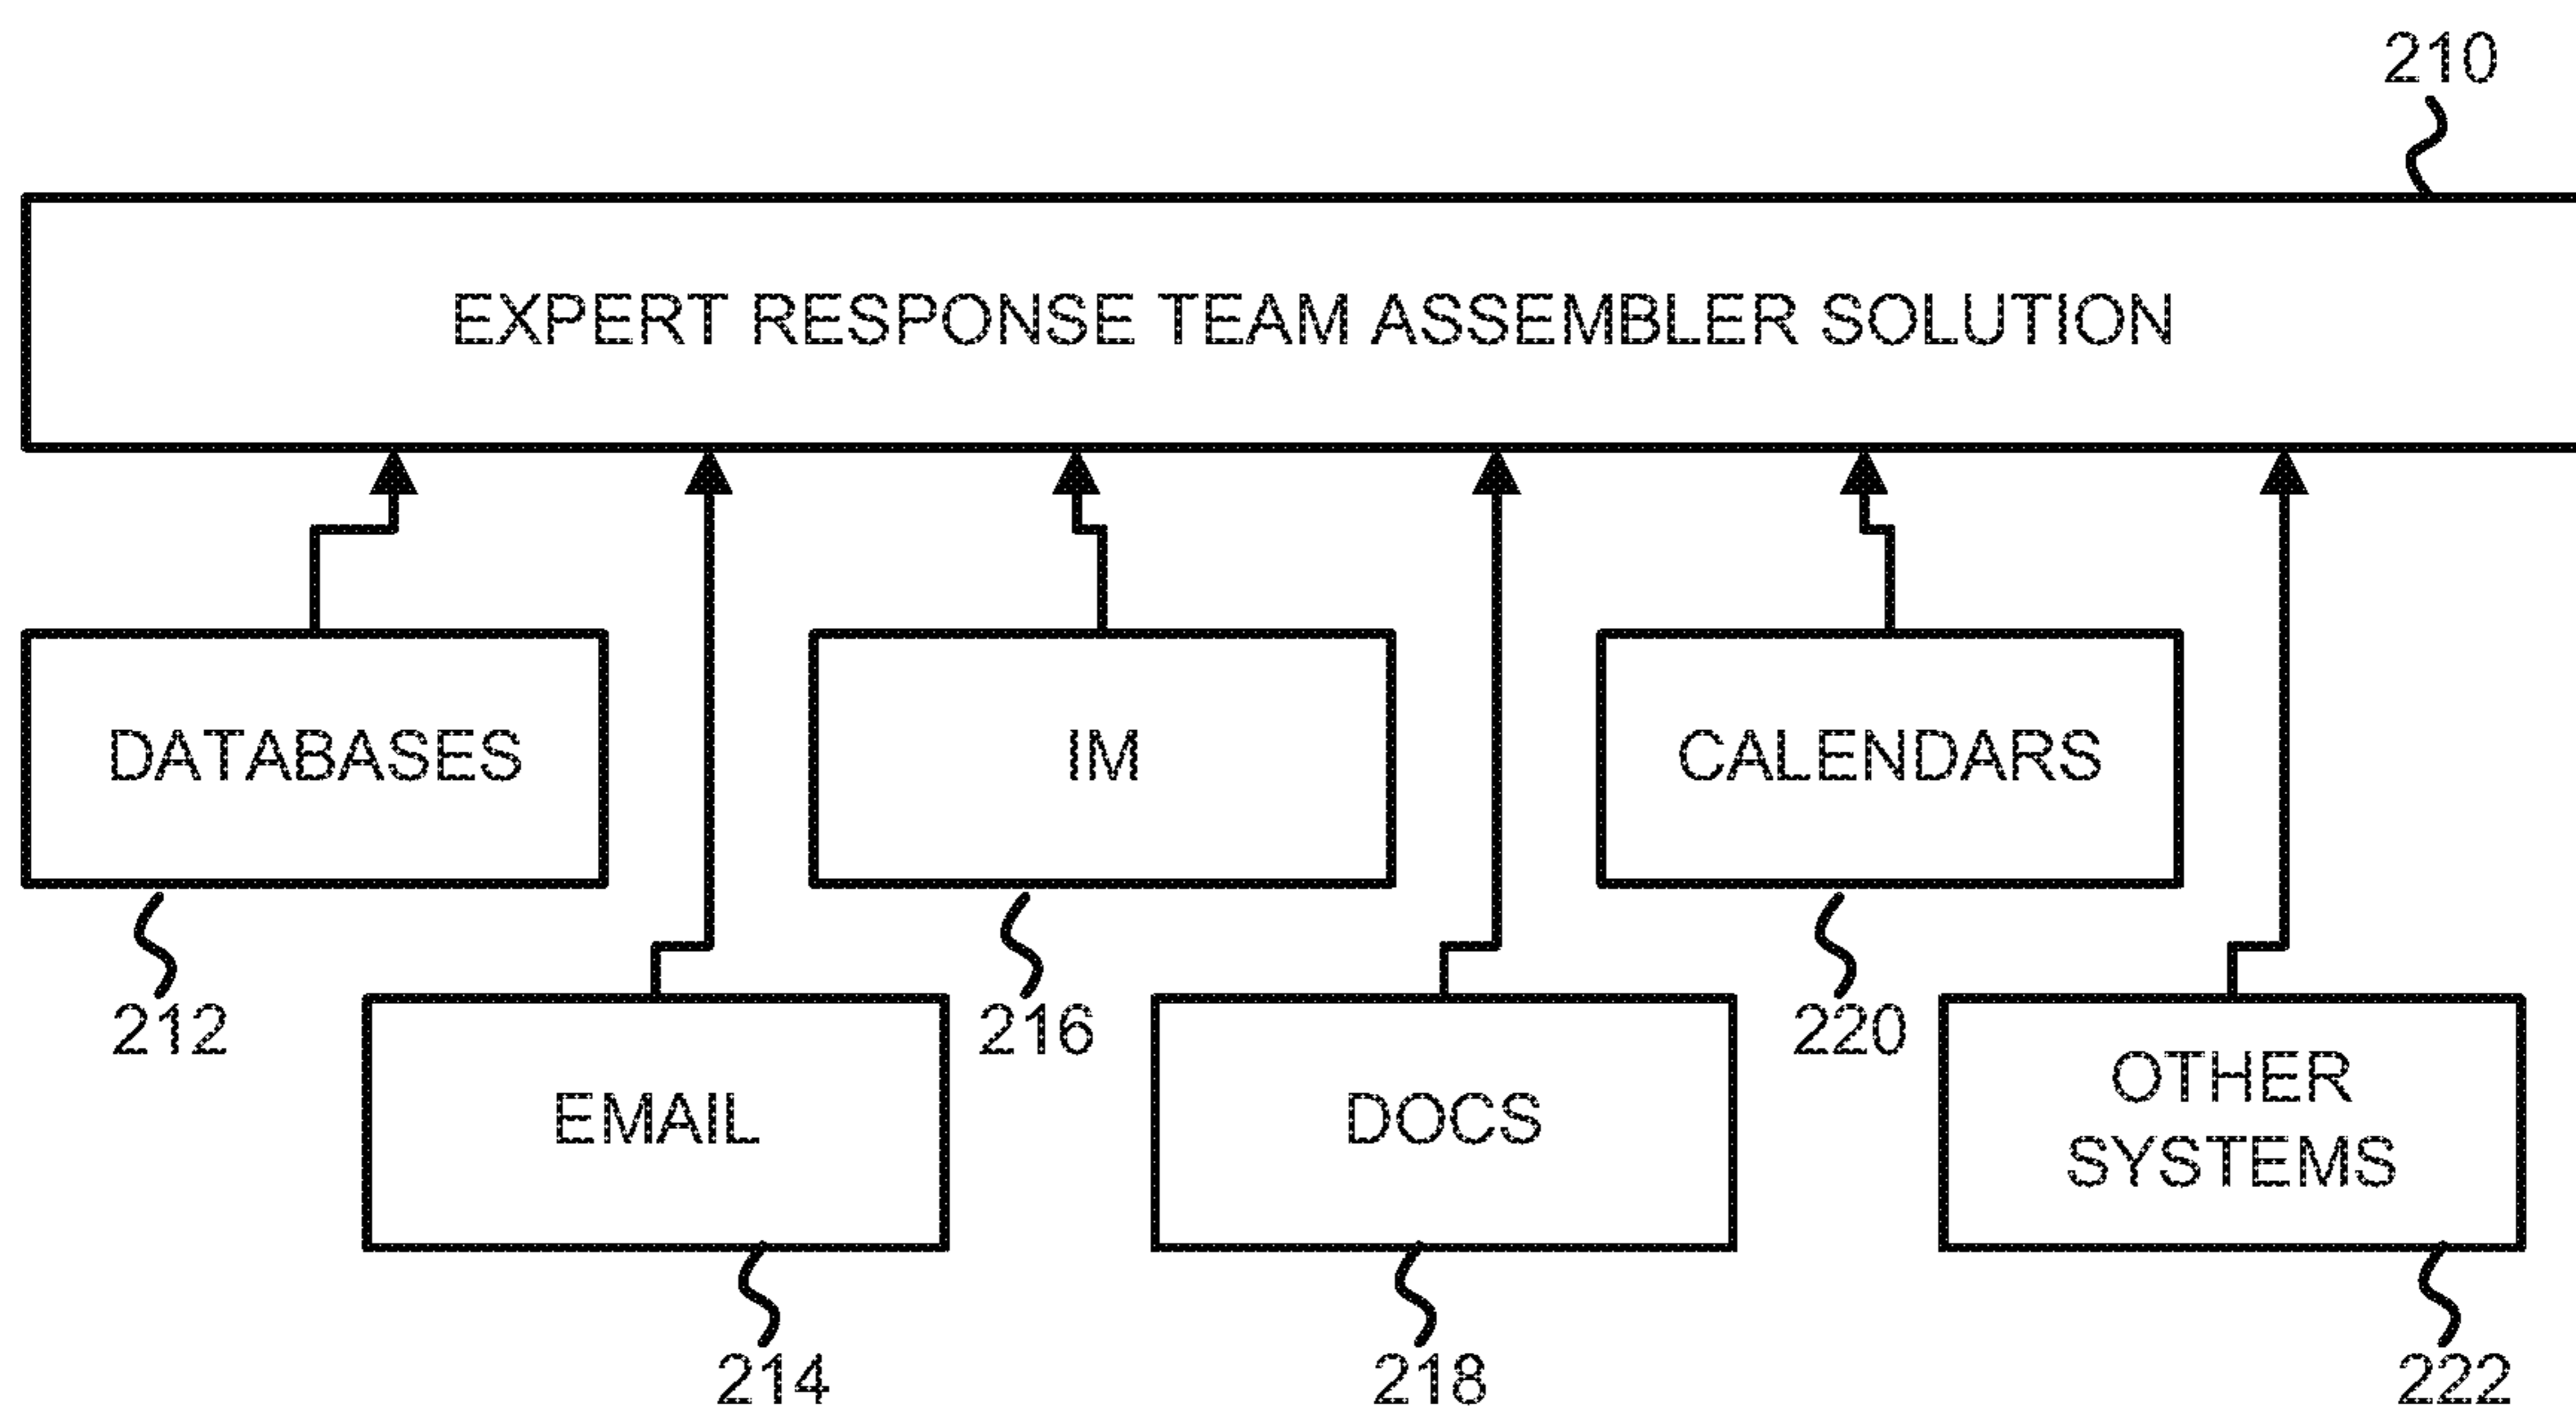 210
EXPERT RESPONSE TEAM ASSEMBLER SOLUTION
DATABASES
IM
CALENDARS
212
216
220
EMAIL
DOCS
OTHER
SYSTEMS
214
218
222